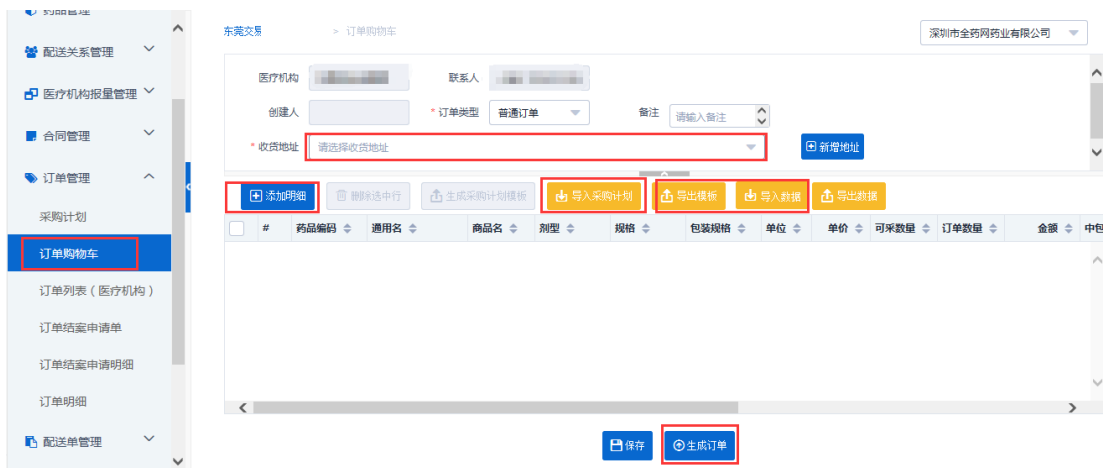 药品管理
配送关系管理
医疗机构报量管理
合同管理
订单管理
采购计划
订单购物车
订单列表（医疗机构）
订单结案申请单
订单结案申请明细
订单明细
配送单管理
东莞交易 > 订单购物车
深圳市全药网药业有限公司
医疗机构 联系人
创建人 * 订单类型 普通订单 备注 请输入备注
* 收货地址 请选择收货地址 新增地址
添加明细 删除选中行 生成采购计划模板 导入采购计划 导出模板 导入数据 导出数据
# 药品编码 通用名 商品名 剂型 规格 包装规格 单位 单价 可采数量 订单数量 金额 中包
保存 生成订单